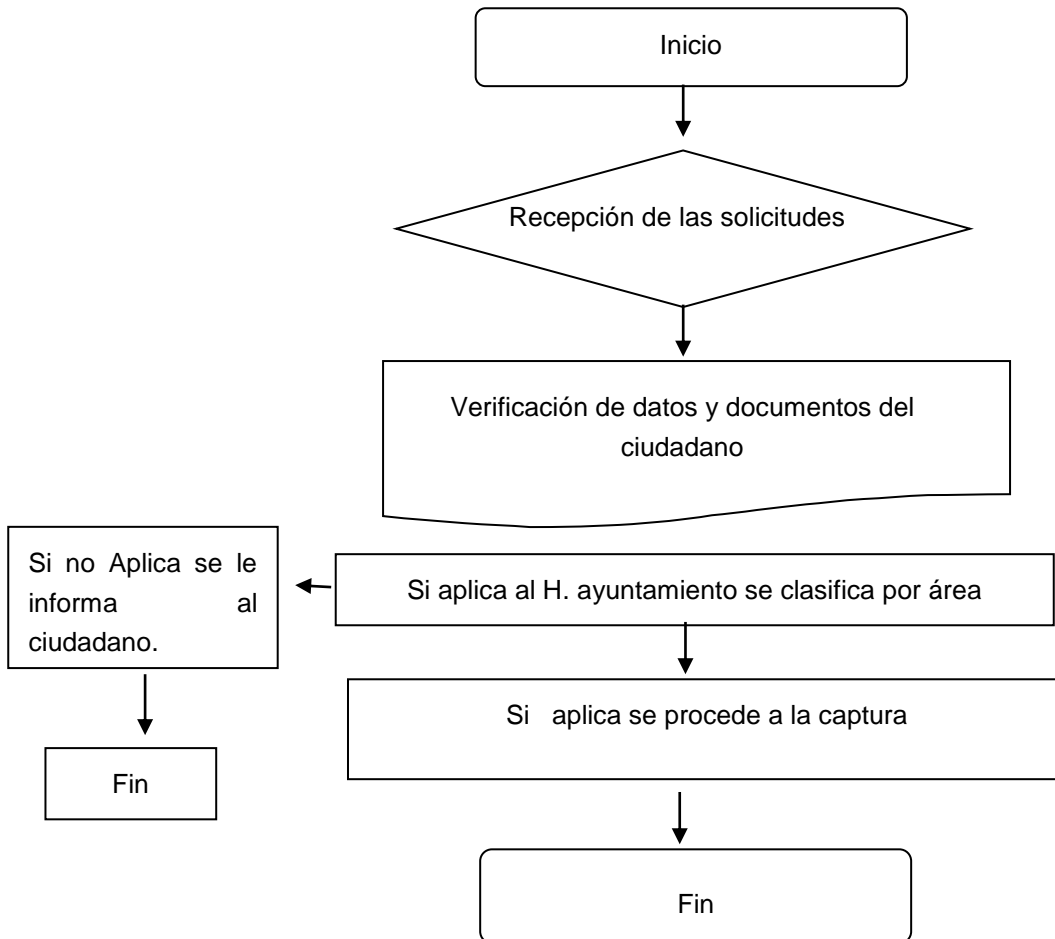 Inicio
Recepción de las solicitudes
Verificación de datos y documentos del
ciudadano
Si no Aplica se le
informa al
ciudadano.
Si aplica al H. ayuntamiento se clasifica por área
Si aplica se procede a la captura
Fin
Fin